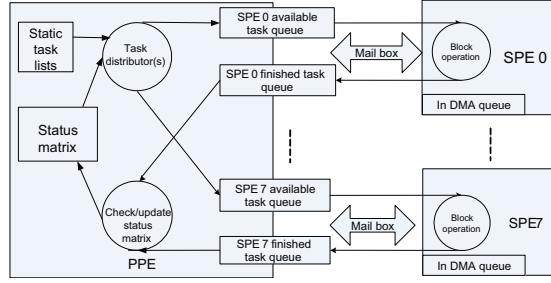 Static
task
lists
Task
distributor(s)
SPE 0 available
task queue
Mail box
Block
operation
SPE 0
SPE 0 finished task
queue
In DMA queue
Status
matrix
SPE 7 available
task queue
Check/update
status
matrix
Mail box
Block
operation
SPE7
SPE 7 finished
task queue
PPE
In DMA queue